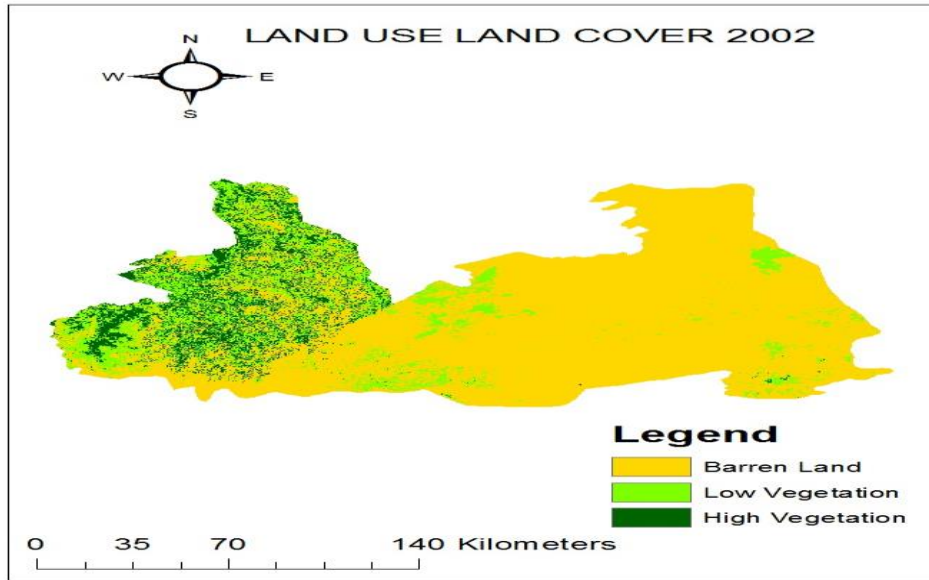 LAND USE LAND COVER 2002
N
W E
S
Legend
Barren Land
Low Vegetation
High Vegetation
0 35 70 140 Kilometers